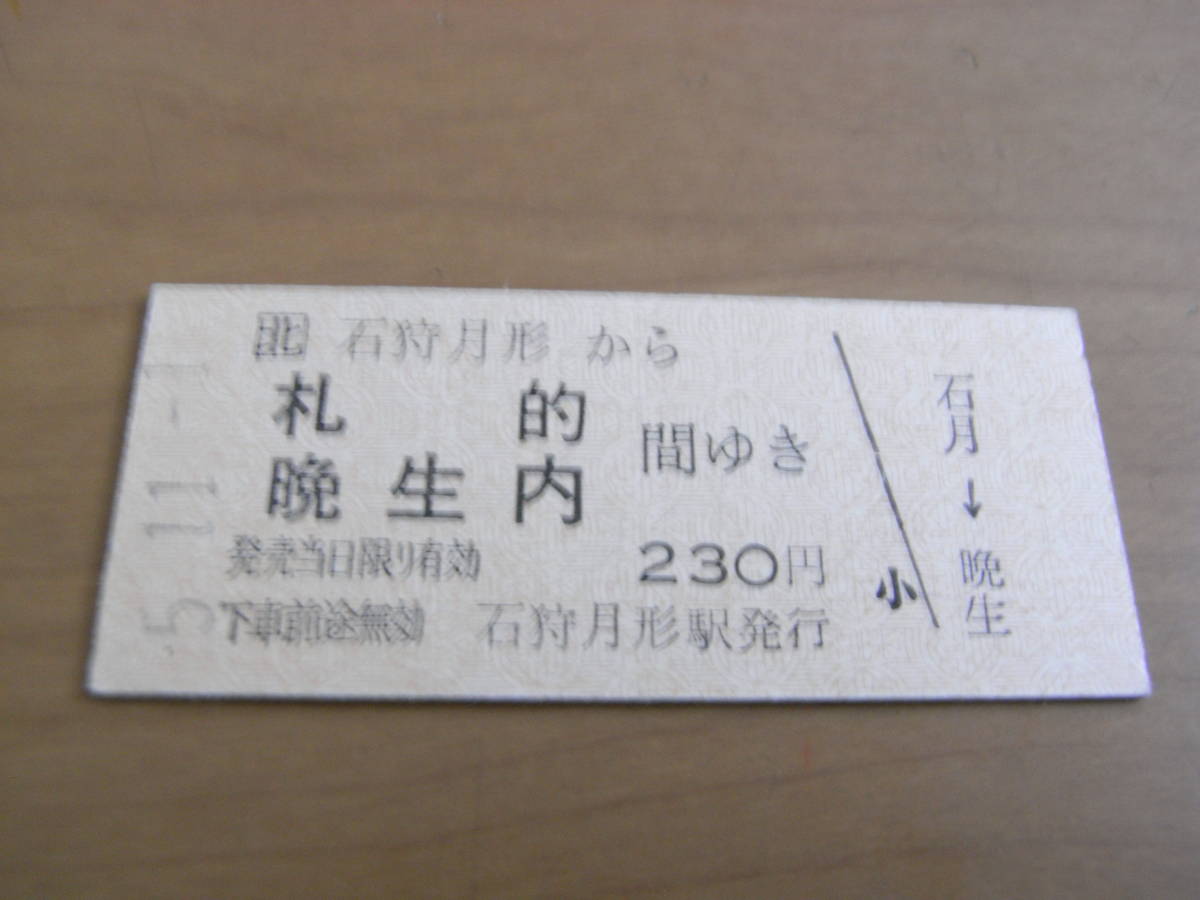 北 石狩月形 から
札的
晩生内
間ゆき
発売当日限り有効 230円
下車前途無効 石狩月形駅発行
小
石月→晩生
5.11.-1